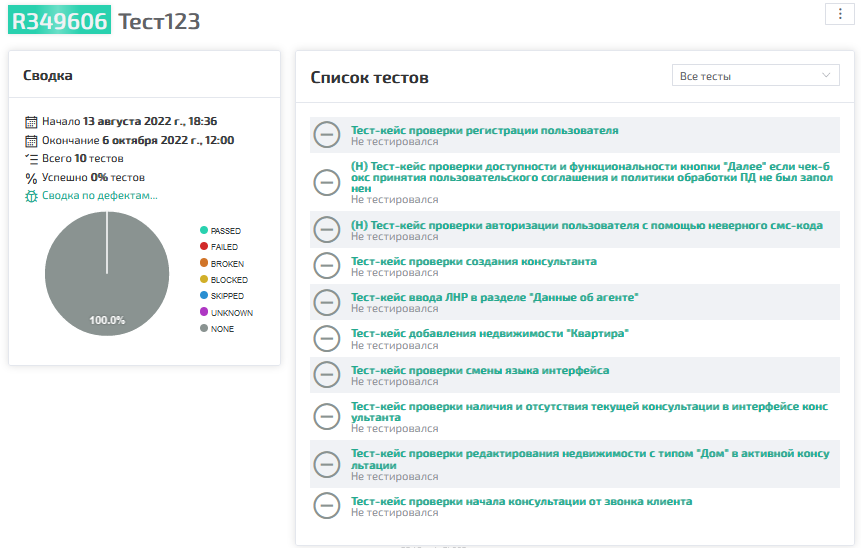 R349606 Тест123
Сводка
Начало 13 августа 2022 г., 18:36
Окончание 6 октября 2022 г., 12:00
Всего 10 тестов
Успешно 0% тестов
Сводка по дефектам...
100.0%
PASSED
FAILED
BROKEN
BLOCKED
SKIPPED
UNKNOWN
NONE
Список тестов
Все тесты
Тест-кейс проверки регистрации пользователя
Не тестировался
(Н) Тест-кейс проверки доступности и функциональности кнопки "Далее" если чек-б
окс принятия пользовательского соглашения и политики обработки ПД не был запол
нен
Не тестировался
(Н) Тест-кейс проверки авторизации пользователя с помощью неверного смс-кода
Не тестировался
Тест-кейс проверки создания консультанта
Не тестировался
Тест-кейс ввода ЛНР в разделе "Данные об агенте"
Не тестировался
Тест-кейс добавления недвижимости "Квартира"
Не тестировался
Тест-кейс проверки смены языка интерфейса
Не тестировался
Тест-кейс проверки наличия и отсутствия текущей консультации в интерфейсе конс
ультанта
Не тестировался
Тест-кейс проверки редактирования недвижимости с типом "Дом" в активной консу
льтации
Не тестировался
Тест-кейс проверки начала консультации от звонка клиента
Не тестировался